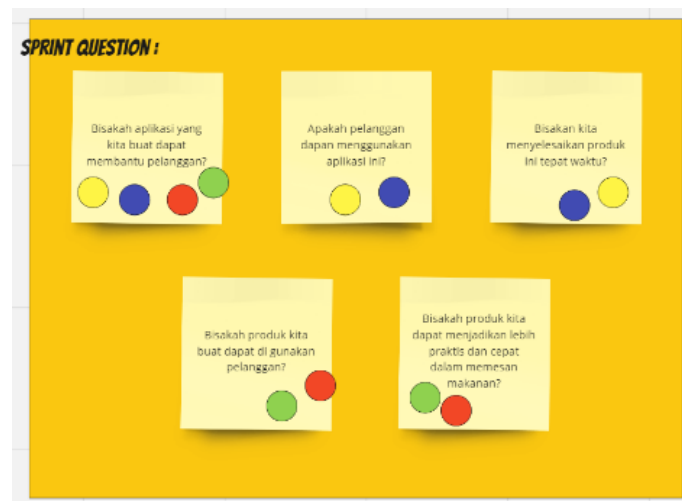 SPRINT QUESTION :
Bisakah aplikasi yang
kita buat dapat
membantu pelanggan?
Apakah pelanggan
dapan menggunakan
aplikasi ini?
Bisakan kita
menyelesaikan produk
ini tepat waktu?
Bisakah produk kita
buat dapat di gunakan
pelanggan?
Bisakah produk kita
dapat menjadikan lebih
praktis dan cepat
dalam memesan
makanan?